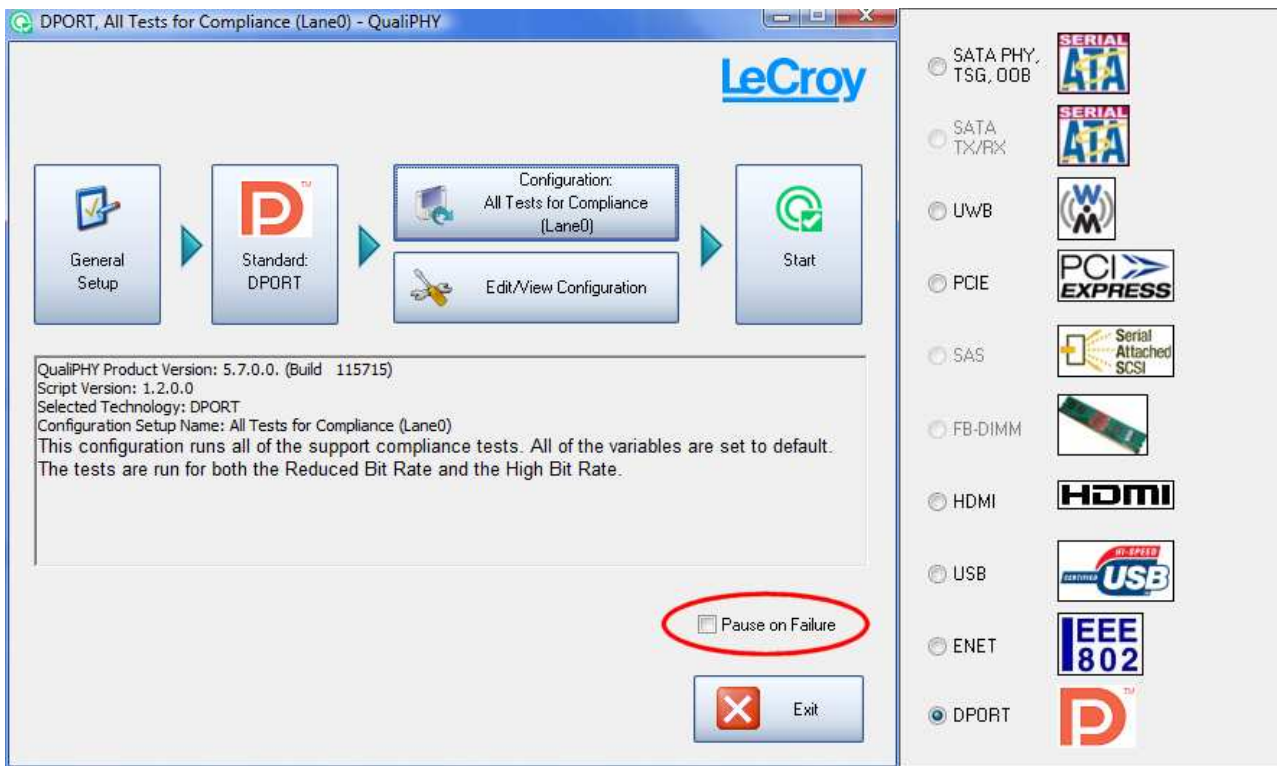 DPORT, All Tests for Compliance (Lane0) - QualiPHY
LeCroy
General
Setup
Standard:
DPORT
Configuration:
All Tests for Compliance
(Lane0)
Edit/View Configuration
Start
QualiPHY Product Version: 5.7.0.0. (Build 115715)
Script Version: 1.2.0.0
Selected Technology: DPORT
Configuration Setup Name: All Tests for Compliance (Lane0)
This configuration runs all of the support compliance tests. All of the variables are set to default.
The tests are run for both the Reduced Bit Rate and the High Bit Rate.
Pause on Failure
Exit
SATA PHY,
TSG, OOB
SERIAL
ATA
SATA
TX/RX
SERIAL
ATA
UWB
PCIE
PCI
EXPRESS
SAS
Serial
Attached
SCSI
FB-DIMM
HDMI
HDMI
USB
HI-SPEED
CERTIFIED
USB
ENET
IEEE
802
DPORT
TM